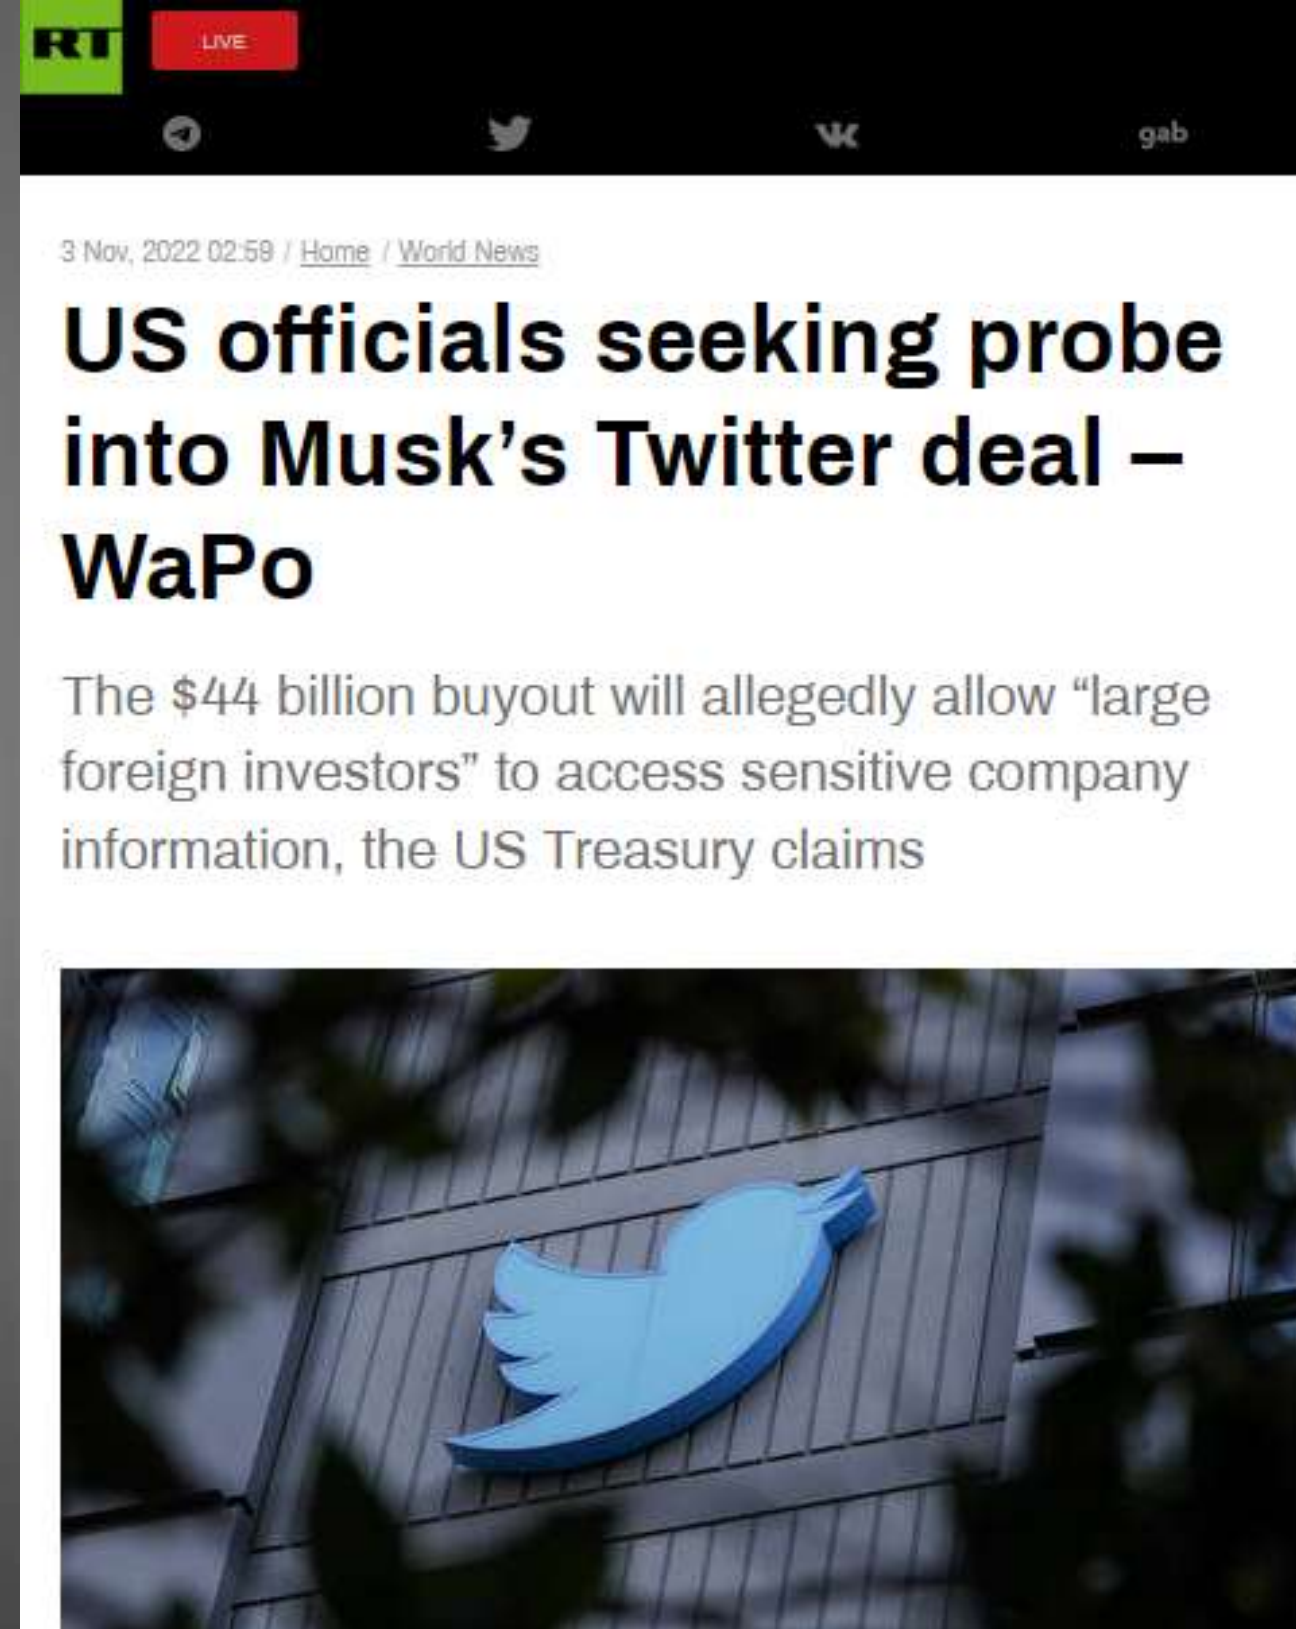 RT
LIVE
gab
3 Nov, 2022 02:59 / Home / World News
US officials seeking probe
into Musk’s Twitter deal –
WaPo
The $44 billion buyout will allegedly allow “large
foreign investors” to access sensitive company
information, the US Treasury claims